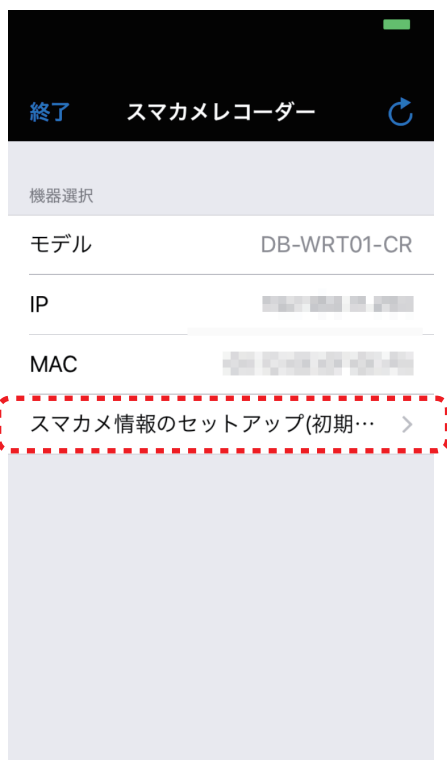 終了 スマカメレコーダー
機器選択
モデル DB-WRT01-CR
IP
MAC
スマカメ情報のセットアップ(初期…